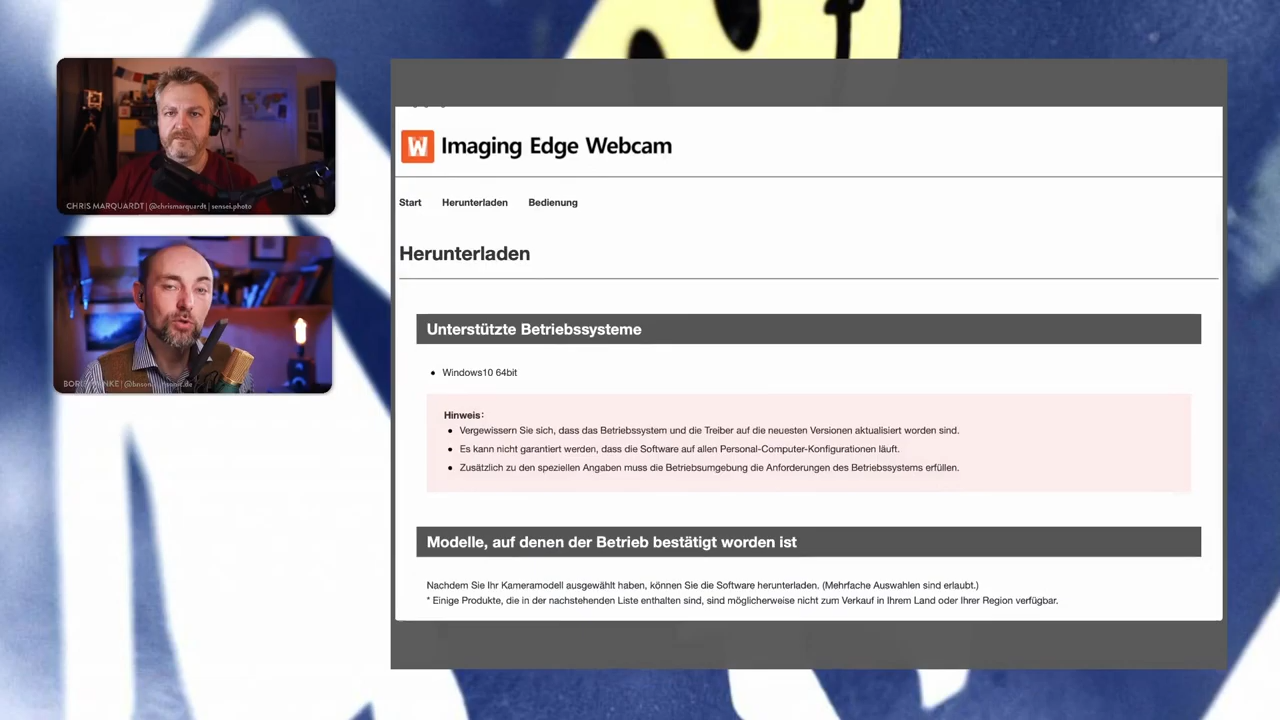 CHRIS MARQUARDT | @chrismarquardt | sensei.photo
W Imaging Edge Webcam
Start Herunterladen Bedienung
Herunterladen
Unterstützte Betriebssysteme
• Windows10 64bit
Hinweis:
• Vergewissern Sie sich, dass das Betriebssystem und die Treiber auf die neuesten Versionen aktualisiert worden sind.
• Es kann nicht garantiert werden, dass die Software auf allen Personal-Computer-Konfigurationen läuft.
• Zusätzlich zu den speziellen Angaben muss die Betriebsumgebung die Anforderungen des Betriebssystems erfüllen.
Modelle, auf denen der Betrieb bestätigt worden ist
Nachdem Sie Ihr Kameramodell ausgewählt haben, können Sie die Software herunterladen. (Mehrfache Auswahlen sind erlaubt.)
* Einige Produkte, die in der nachstehenden Liste enthalten sind, sind möglicherweise nicht zum Verkauf in Ihrem Land oder Ihrer Region verfügbar.